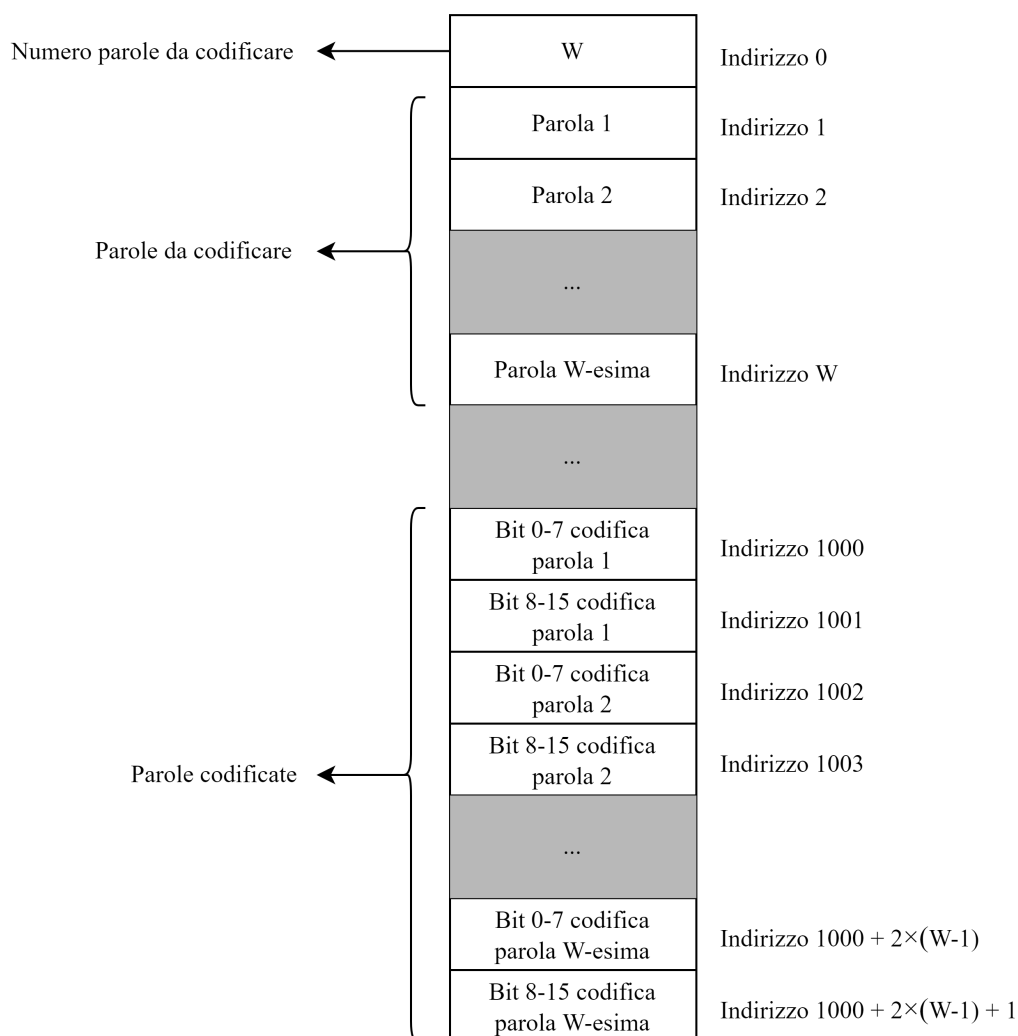 Numero parole da codificare
W
Indirizzo 0
Parola 1
Indirizzo 1
Parola 2
Indirizzo 2
Parole da codificare
...
Parola W-esima
Indirizzo W
...
Bit 0-7 codifica
parola 1
Indirizzo 1000
Bit 8-15 codifica
parola 1
Indirizzo 1001
Bit 0-7 codifica
parola 2
Indirizzo 1002
Bit 8-15 codifica
parola 2
Indirizzo 1003
Parole codificate
...
Bit 0-7 codifica
parola W-esima
Indirizzo 1000 + 2×(W-1)
Bit 8-15 codifica
parola W-esima
Indirizzo 1000 + 2×(W-1) + 1